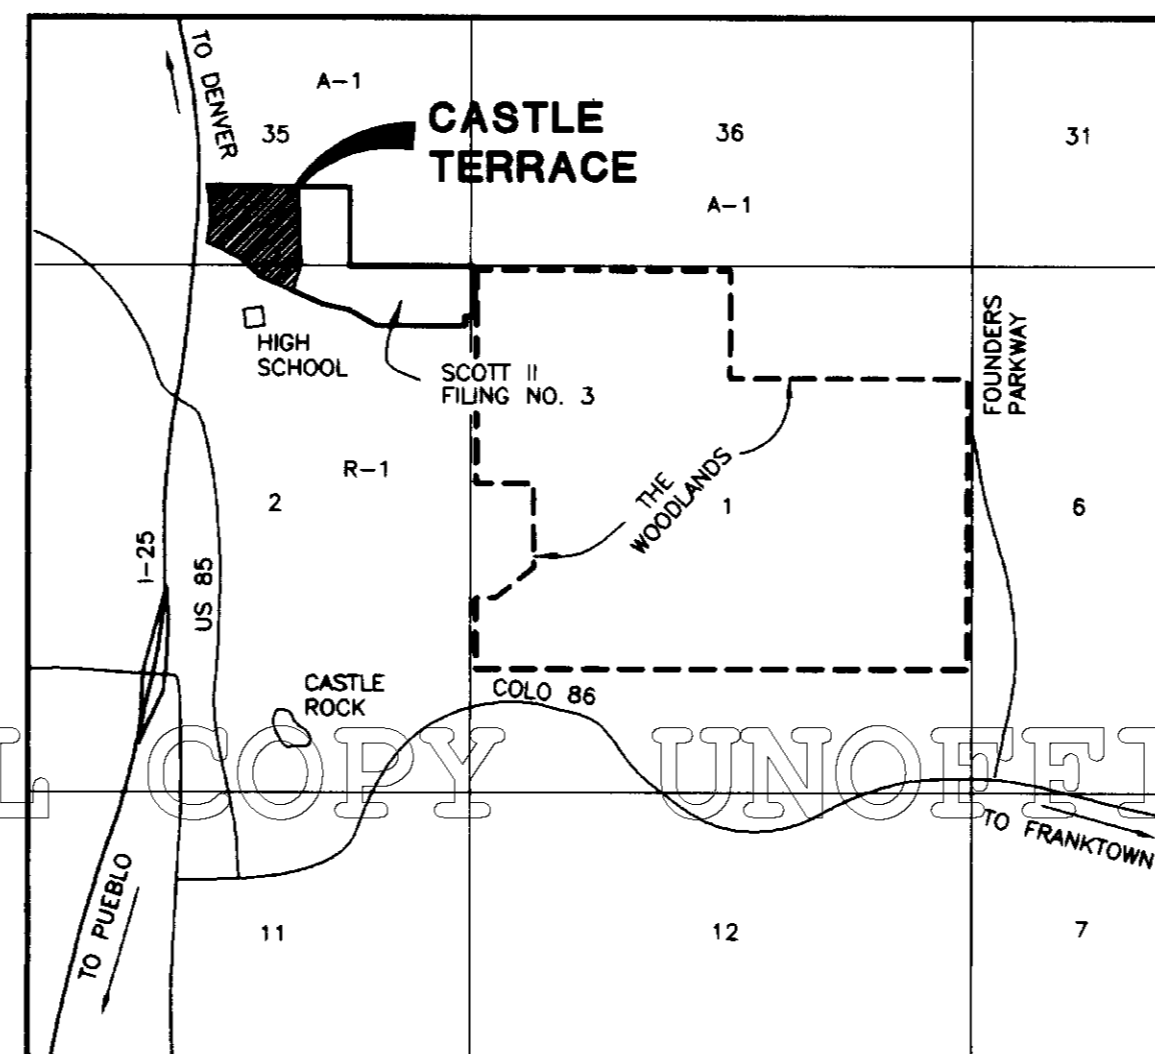 TO DENVER
A-1
35
CASTLE
TERRACE
36
31
A-1
HIGH
SCHOOL
SCOTT II
FILING NO. 3
FOUNDERS
PARKWAY
R-1
2
THE
WOODLANDS
1
6
I-25
US 85
CASTLE
ROCK
COLO 86
L COPY UNOFFI
TO FRANKTOWN
TO PUEBLO
11
12
7